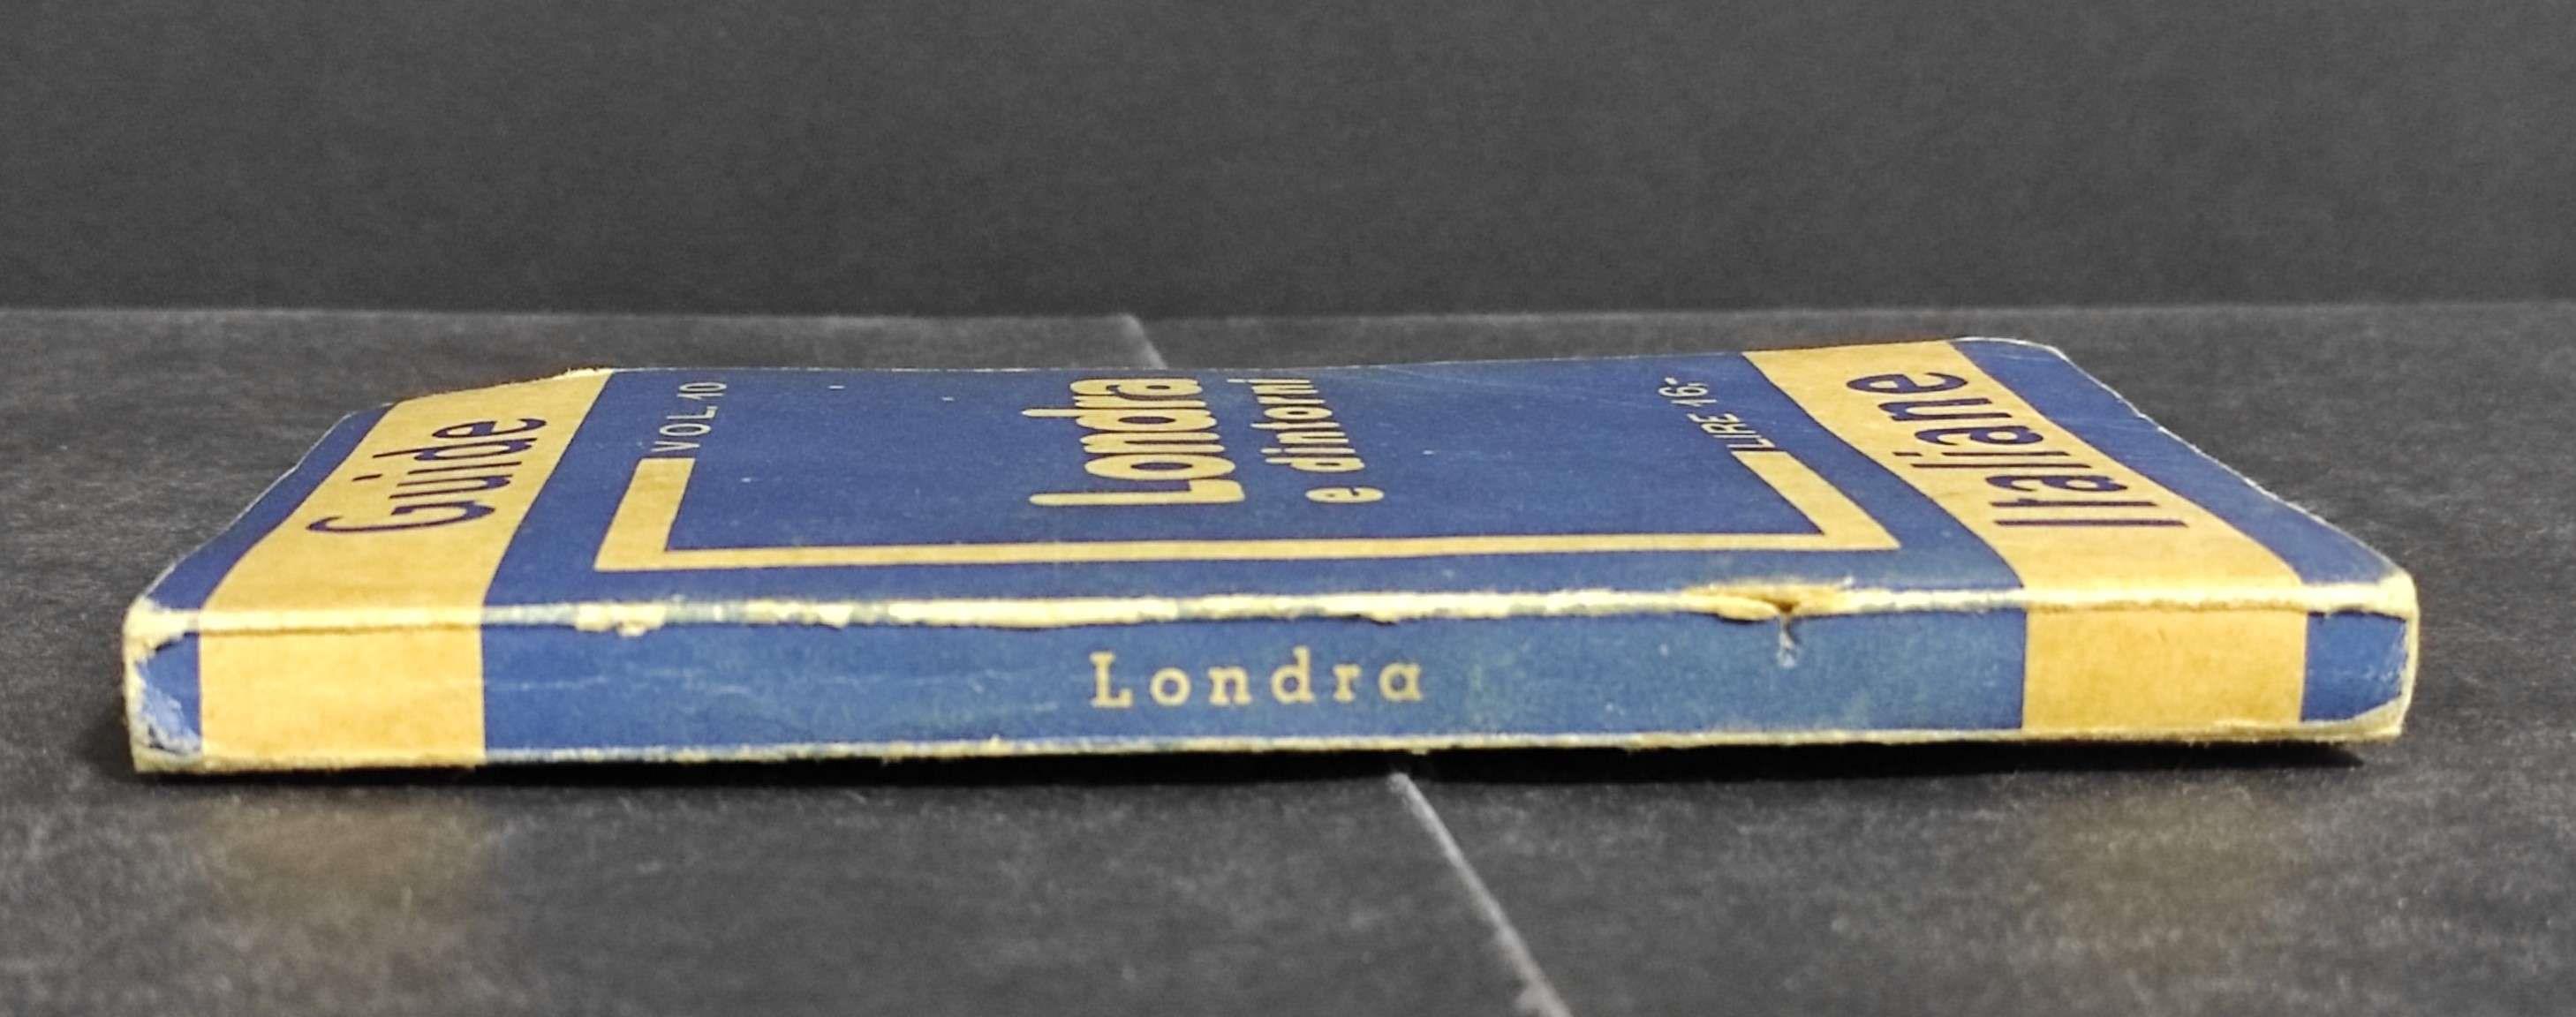 Guide
VOL. 10
Londra
e dintorni
LIRE 16,-
Italiane
Londra